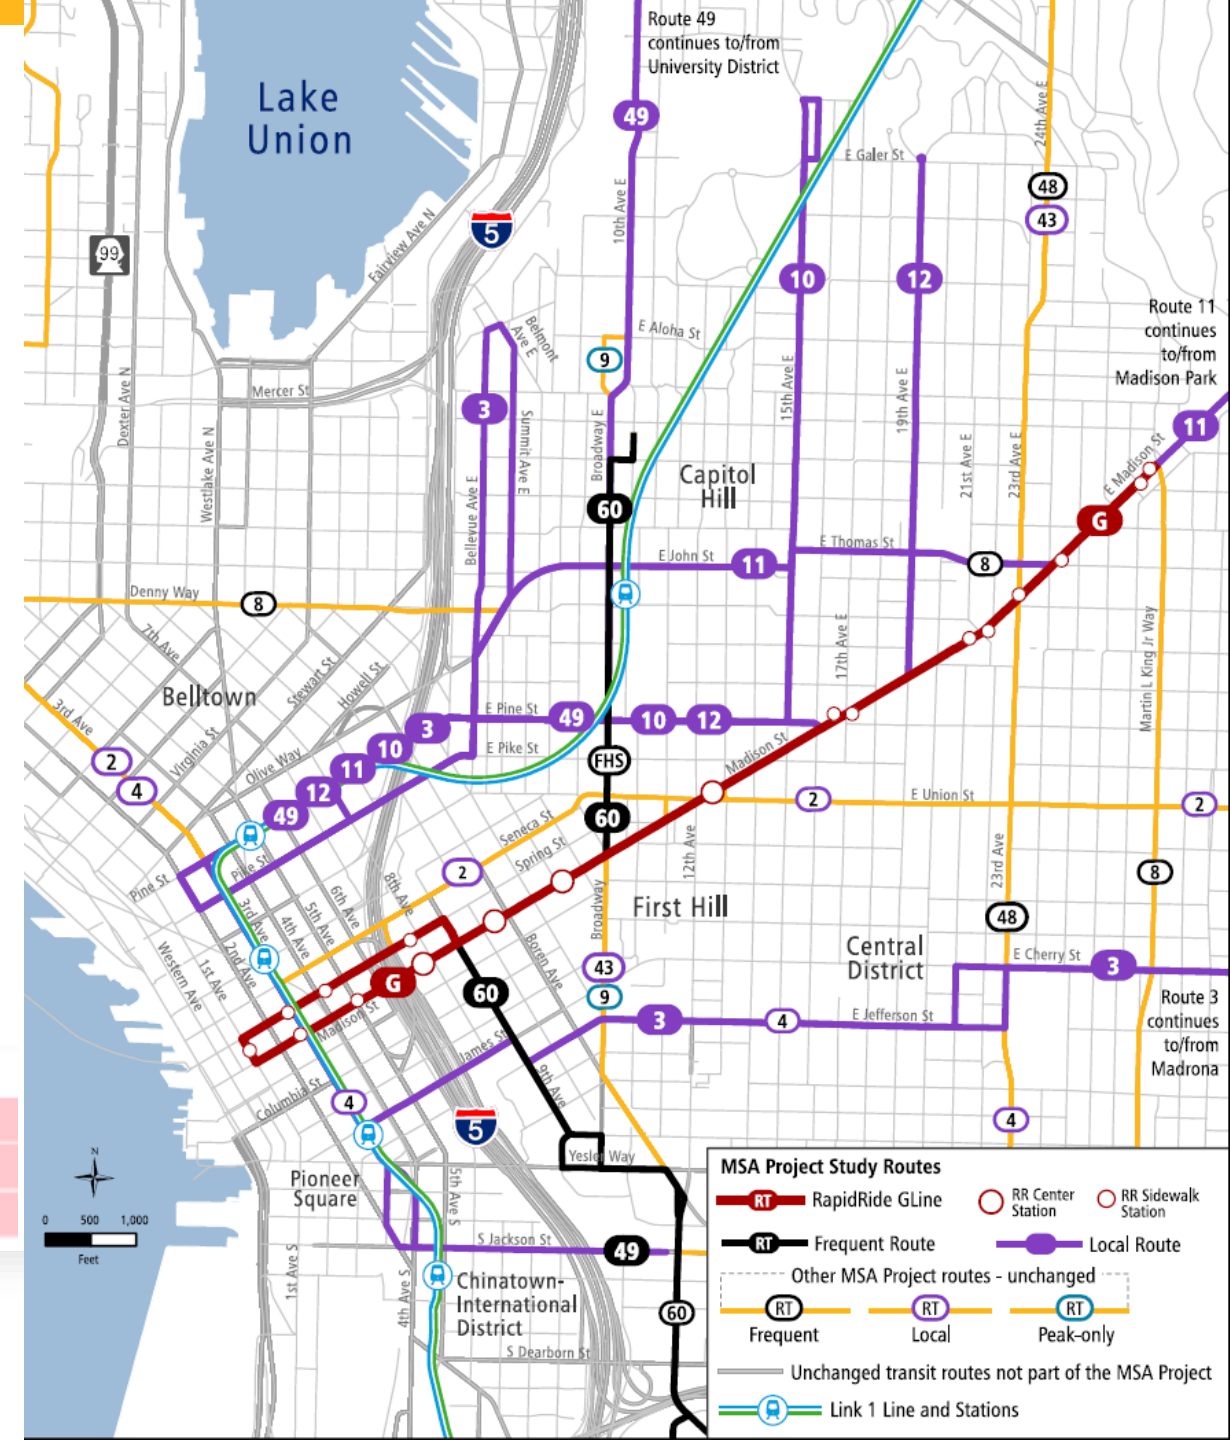 Route 49
continues to/from
University District
Lake
Union
49
24th Ave E
E Galer St
48
43
10th Ave E
5
Fairview Ave N
99
10
12
Route 11
continues
to/from
Madison Park
Belmont
Ave E
E Aloha St
9
Mercer St
Dexter Ave N
15th Ave E
19th Ave E
3
Summit Ave E
Broadway E
11
Westlake Ave N
Bellevue Ave E
Capitol
Hill
21st Ave E
23rd Ave E
E Madison St
60
G
E John St
11
E Thomas St
8
Denny Way
8
7th Ave
17th Ave E
Martin L King Jr Way
Belltown
Stewart St
Howell St
3rd Ave
Virginia St
Olive Way
E Pine St
49
10
12
3
E Pike St
10
11
12
49
2
4
FHS
60
Madison St
2
E Union St
2
Seneca St
Spring St
12th Ave
23rd Ave
Pine St
Pike St
2
8
8th Ave
6th Ave
5th Ave
4th Ave
3rd Ave
2nd Ave
1st Ave
Western Ave
Broadway
First Hill
48
Central
District
Boren Ave
E Cherry St
3
43
9
G
60
Madison St
3
4
E Jefferson St
Route 3
continues
to/from
Madrona
James St
9th Ave
Columbia St
4
5
4
Yesler Way
Pioneer
Square
5th Ave S
N
0 500 1,000
Feet
S Jackson St
49
1st Ave S
4th Ave S
Chinatown-
International
District
60
S Dearborn St
MSA Project Study Routes
RT RapidRide GLine
RR Center
Station
RR Sidewalk
Station
RT Frequent Route
Local Route
Other MSA Project routes - unchanged
RT RT RT
Frequent Local Peak-only
Unchanged transit routes not part of the MSA Project
Link 1 Line and Stations